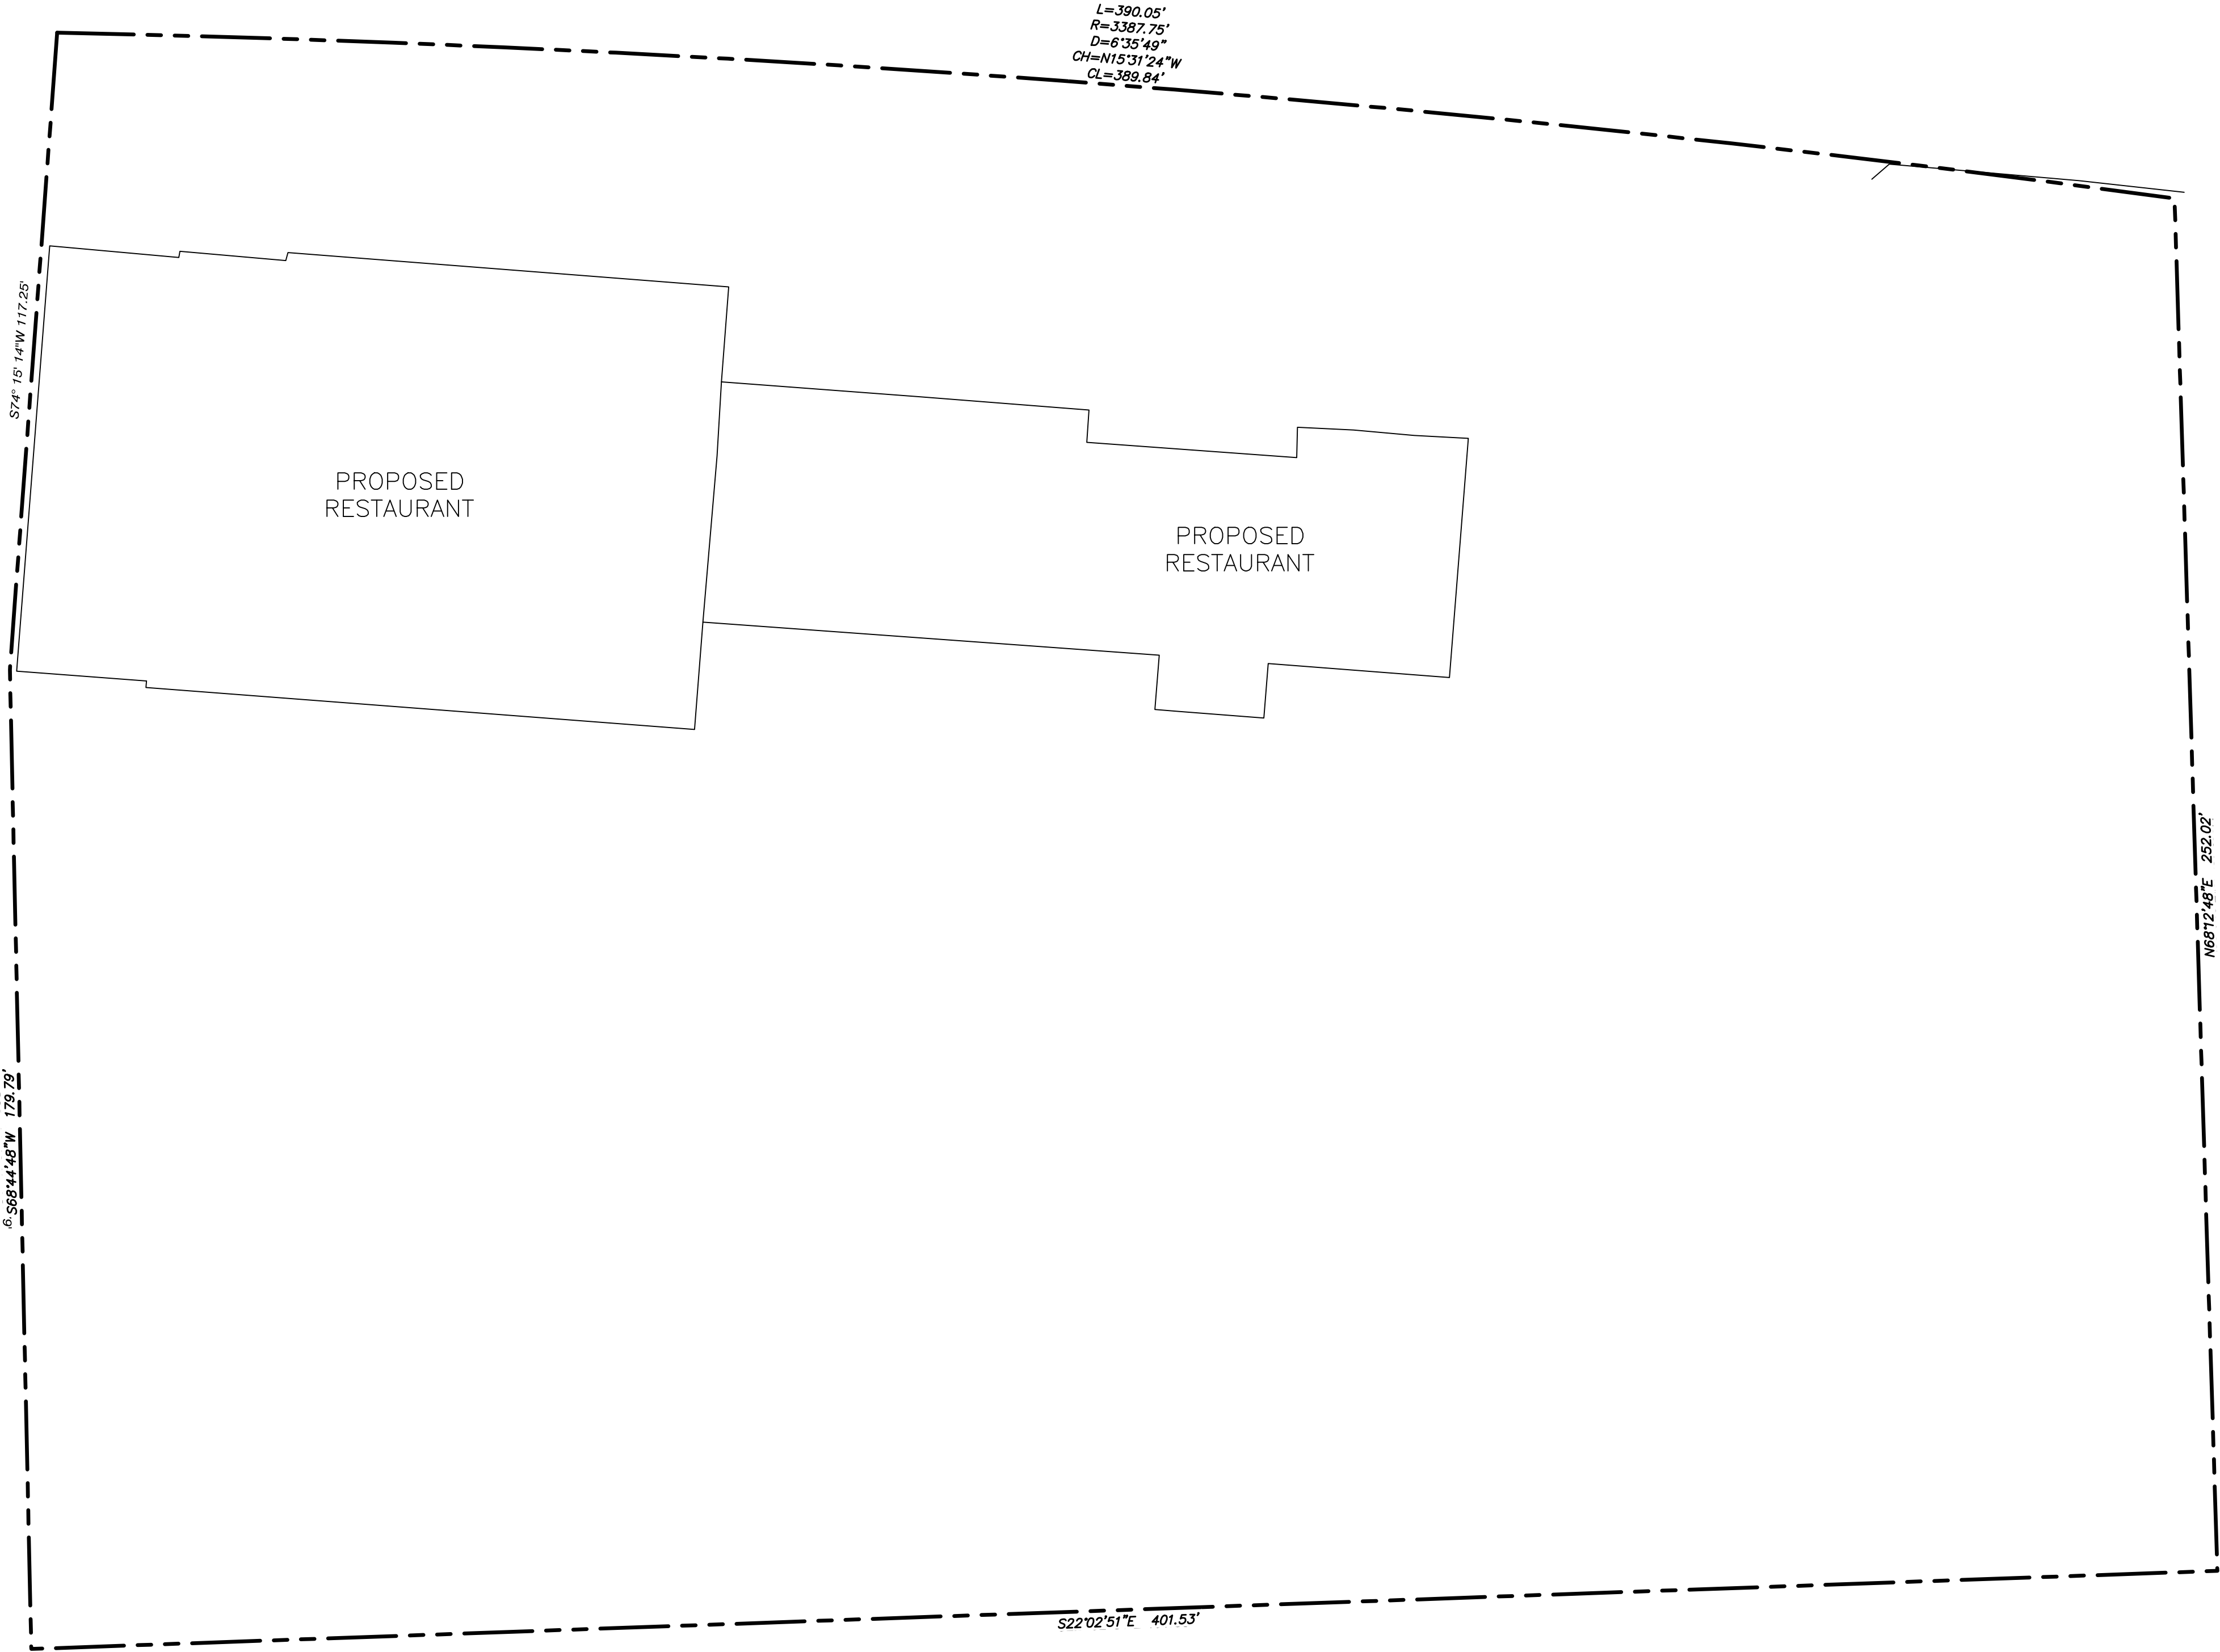 L=390.05'
R=3387.75'
D=6°35'49"
CH=N15°31'24"W
CL=389.84'
S74° 15' 14"W 117.25'
PROPOSED
RESTAURANT
PROPOSED
RESTAURANT
N68°12'48"E 252.02'
S68°44'48"W 179.79'
S22°02'51"E 401.53'